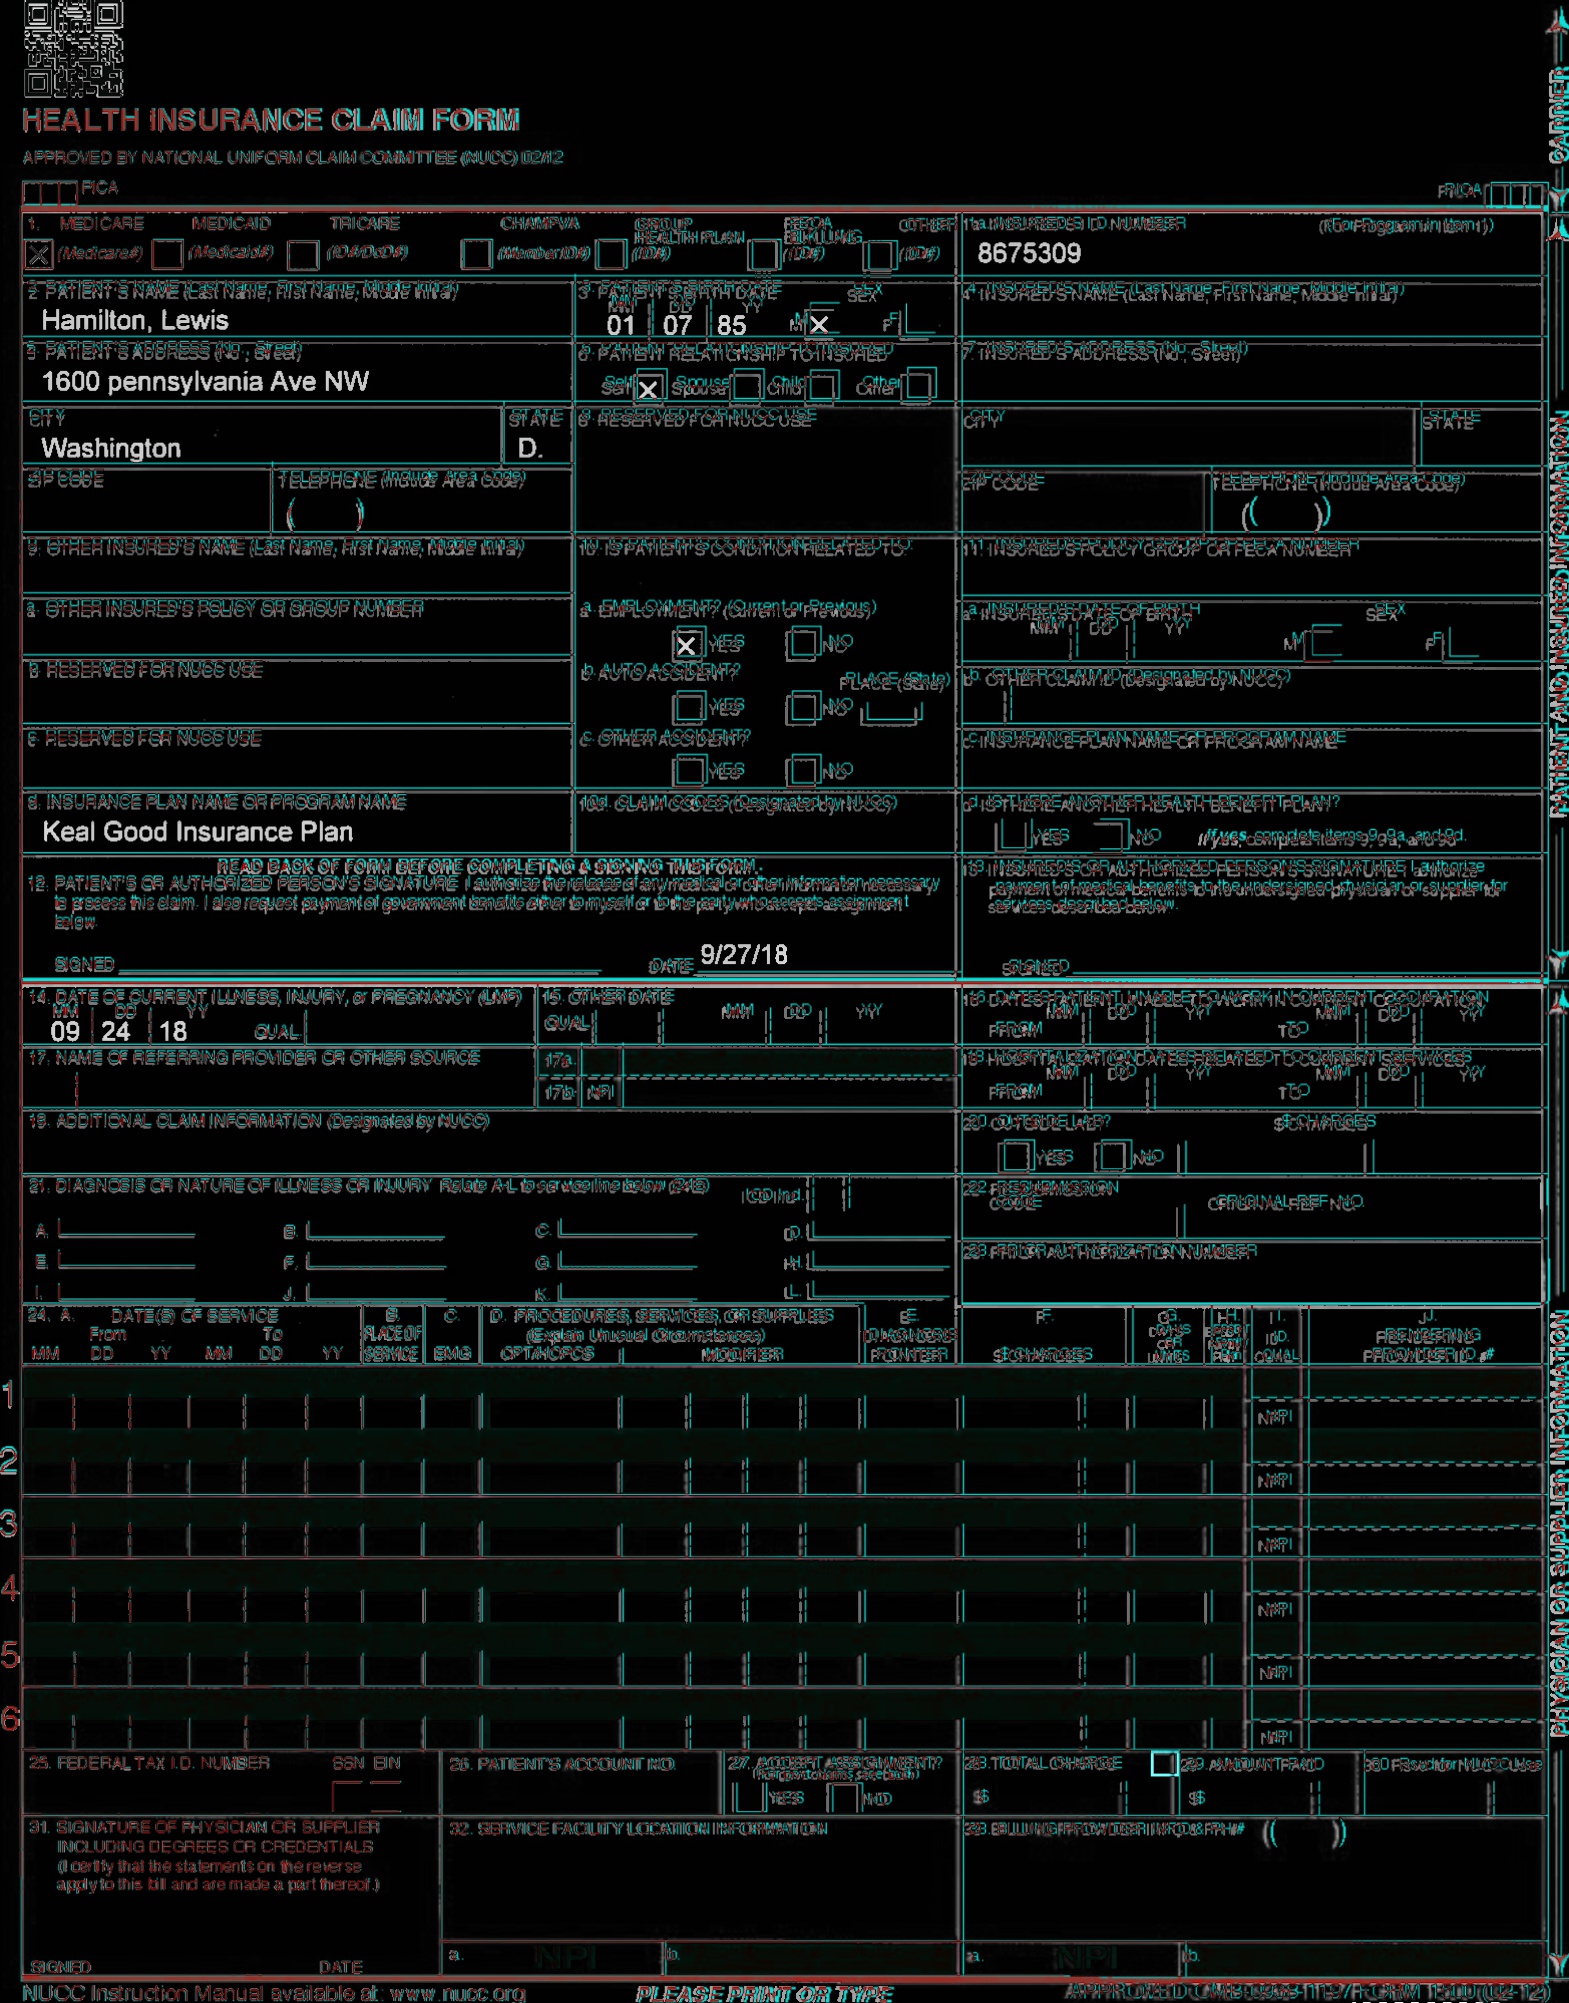 HEALTH INSURANCE CLAIM FORM
APPROVED BY NATIONAL UNIFORM CLAIM COMMITTEE (NUCC) 02/12
PICA
PICA
CARRIER
1. MEDICARE MEDICAID TRICARE CHAMPVA GROUP HEALTH PLAN FECA BLK LUNG OTHER
(Medicare#) (Medicaid#) (ID#/DoD#) (Member ID#) (ID#) (ID#) (ID#)
1a. INSURED'S I.D. NUMBER (For Program in Item 1)
8675309
2. PATIENT'S NAME (Last Name, First Name, Middle Initial)
Hamilton, Lewis
3. PATIENT'S BIRTH DATE SEX
MM DD YY
01 07 85 M X F
4. INSURED'S NAME (Last Name, First Name, Middle Initial)
5. PATIENT'S ADDRESS (No., Street)
1600 pennsylvania Ave NW
6. PATIENT RELATIONSHIP TO INSURED
Self X Spouse Child Other
7. INSURED'S ADDRESS (No., Street)
CITY STATE
Washington D.
8. RESERVED FOR NUCC USE
CITY STATE
ZIP CODE TELEPHONE (Include Area Code)
( )
ZIP CODE TELEPHONE (Include Area Code)
( )
9. OTHER INSURED'S NAME (Last Name, First Name, Middle Initial)
10. IS PATIENT'S CONDITION RELATED TO:
11. INSURED'S POLICY GROUP OR FECA NUMBER
a. OTHER INSURED'S POLICY OR GROUP NUMBER
a. EMPLOYMENT? (Current or Previous)
X YES NO
a. INSURED'S DATE OF BIRTH SEX
MM DD YY M F
b. RESERVED FOR NUCC USE
b. AUTO ACCIDENT? PLACE (State)
YES NO
b. OTHER CLAIM ID (Designated by NUCC)
c. RESERVED FOR NUCC USE
c. OTHER ACCIDENT?
YES NO
c. INSURANCE PLAN NAME OR PROGRAM NAME
d. INSURANCE PLAN NAME OR PROGRAM NAME
Keal Good Insurance Plan
10d. CLAIM CODES (Designated by NUCC)
d. IS THERE ANOTHER HEALTH BENEFIT PLAN?
YES NO If yes, complete items 9, 9a, and 9d.
PATIENT AND INSURED INFORMATION
READ BACK OF FORM BEFORE COMPLETING & SIGNING THIS FORM.
12. PATIENT'S OR AUTHORIZED PERSON'S SIGNATURE I authorize the release of any medical or other information necessary
to process this claim. I also request payment of government benefits either to myself or to the party who accepts assignment
below.
SIGNED DATE 9/27/18
13. INSURED'S OR AUTHORIZED PERSON'S SIGNATURE I authorize
payment of medical benefits to the undersigned physician or supplier for
services described below.
SIGNED
14. DATE OF CURRENT ILLNESS, INJURY, or PREGNANCY (LMP)
MM DD YY
09 24 18 QUAL.
15. OTHER DATE
QUAL. MM DD YY
16. DATES PATIENT UNABLE TO WORK IN CURRENT OCCUPATION
MM DD YY MM DD YY
FROM TO
17. NAME OF REFERRING PROVIDER OR OTHER SOURCE
17a.
17b. NPI
18. HOSPITALIZATION DATES RELATED TO CURRENT SERVICES
MM DD YY MM DD YY
FROM TO
19. ADDITIONAL CLAIM INFORMATION (Designated by NUCC)
20. OUTSIDE LAB? $ CHARGES
YES NO
21. DIAGNOSIS OR NATURE OF ILLNESS OR INJURY Relate A-L to service line below (24E) ICD Ind.
A. B. C. D.
E. F. G. H.
I. J. K. L.
22. RESUBMISSION CODE ORIGINAL REF. NO.
23. PRIOR AUTHORIZATION NUMBER
24. A. DATE(S) OF SERVICE B. C. D. PROCEDURES, SERVICES, OR SUPPLIES E. F. G. H. I. J.
From To PLACE OF (Explain Unusual Circumstances) DIAGNOSIS DAYS OR ID. RENDERING
MM DD YY MM DD YY SERVICE EMG CPT/HCPCS MODIFIER POINTER $ CHARGES UNITS QUAL. PROVIDER ID. #
1 NPI
2 NPI
3 NPI
4 NPI
5 NPI
6 NPI
PHYSICIAN OR SUPPLIER INFORMATION
25. FEDERAL TAX I.D. NUMBER SSN EIN
26. PATIENT'S ACCOUNT NO.
27. ACCEPT ASSIGNMENT?
(For govt. claims, see back)
YES NO
28. TOTAL CHARGE
$
29. AMOUNT PAID
$
30. Rsvd for NUCC Use
31. SIGNATURE OF PHYSICIAN OR SUPPLIER
INCLUDING DEGREES OR CREDENTIALS
(I certify that the statements on the reverse
apply to this bill and are made a part thereof.)
SIGNED DATE
32. SERVICE FACILITY LOCATION INFORMATION
a. NPI b.
33. BILLING PROVIDER INFO & PH # ( )
a. NPI b.
NUCC Instruction Manual available at: www.nucc.org
PLEASE PRINT OR TYPE
APPROVED OMB-0938-1197 FORM 1500 (02-12)